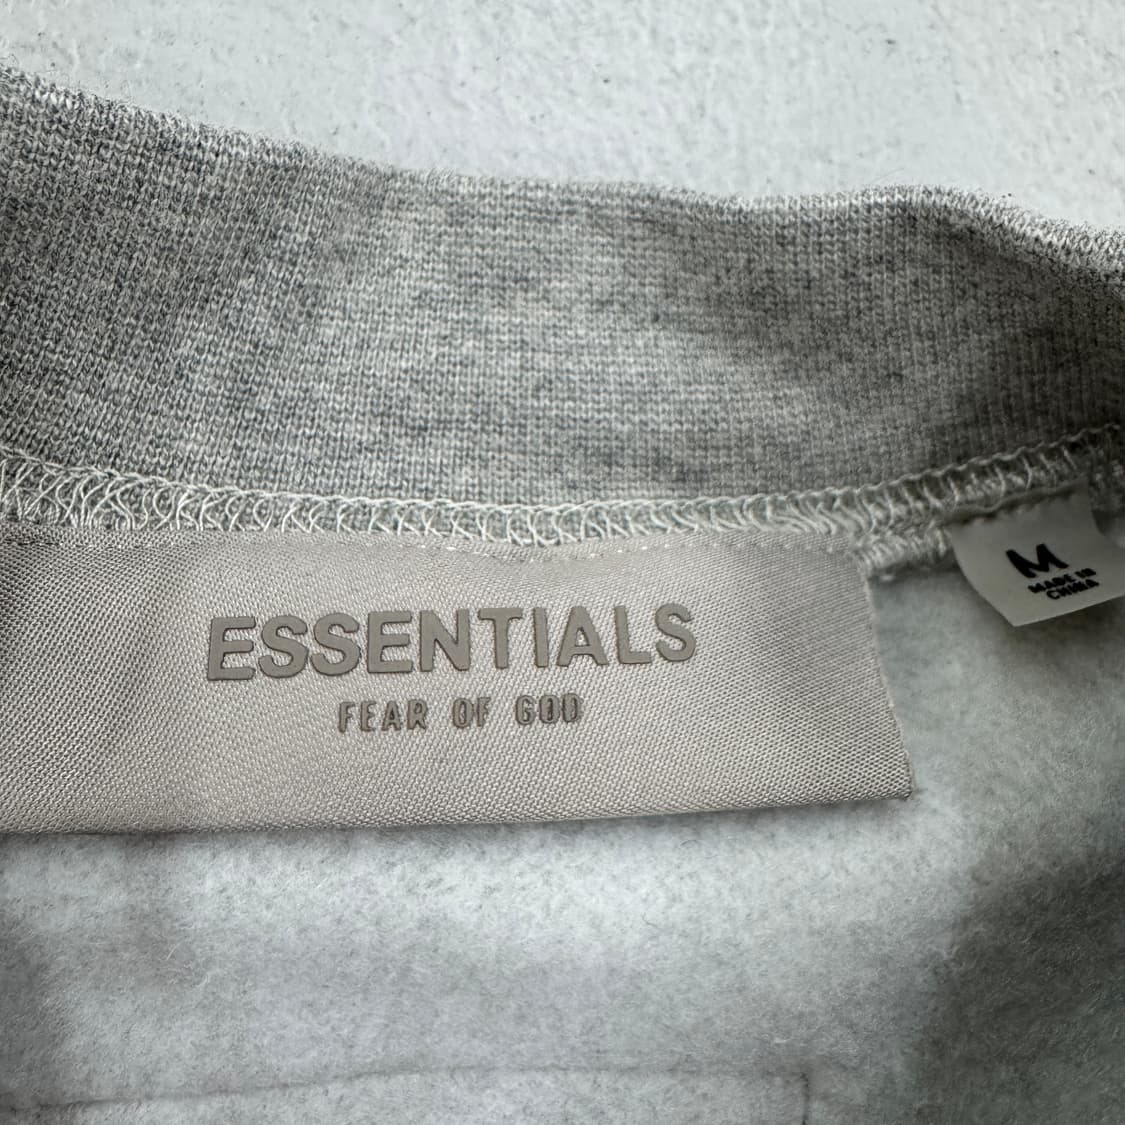 ESSENTIALS
FEAR OF GOD
M
MADE IN
CHINA